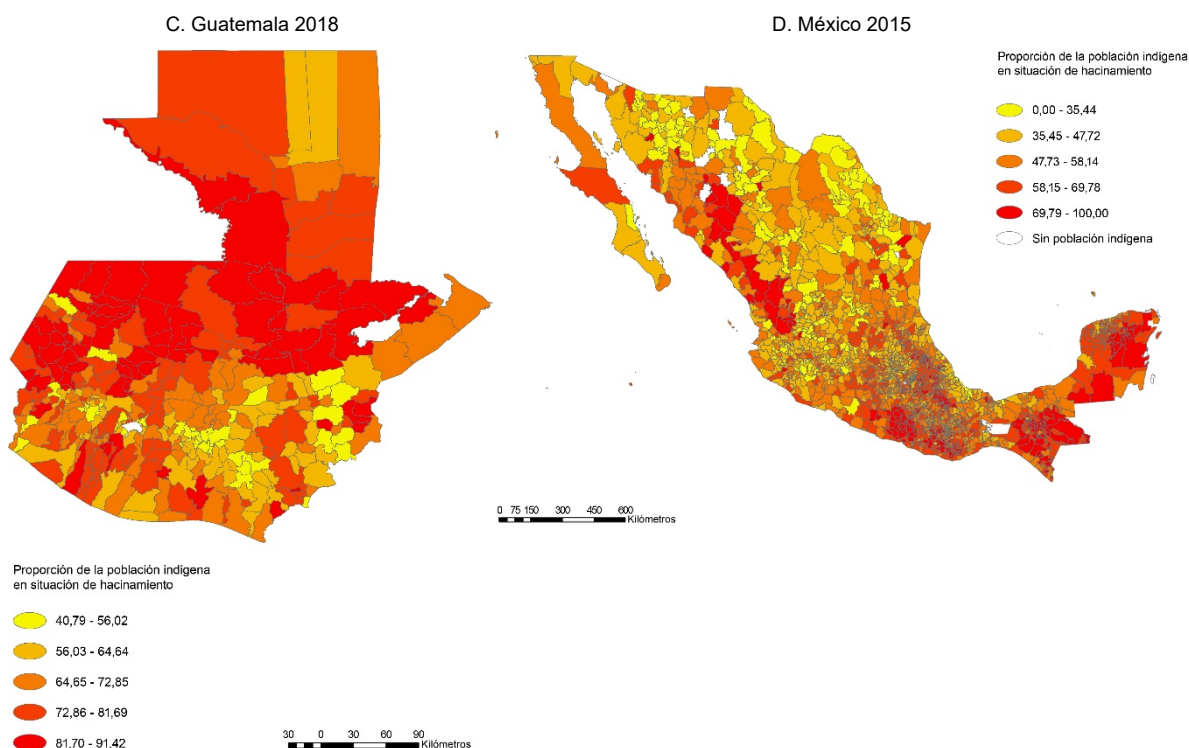 C. Guatemala 2018
D. México 2015
Proporción de la población indígena
en situación de hacinamiento
0,00 - 35,44
35,45 - 47,72
47,73 - 58,14
58,15 - 69,78
69,79 - 100,00
Sin población indígena
0 75 150 300 450 600
Kilómetros
Proporción de la población indígena
en situación de hacinamiento
40,79 - 56,02
56,03 - 64,64
64,65 - 72,85
72,86 - 81,69
81,70 - 91,42
30 0 30 60 90
Kilómetros